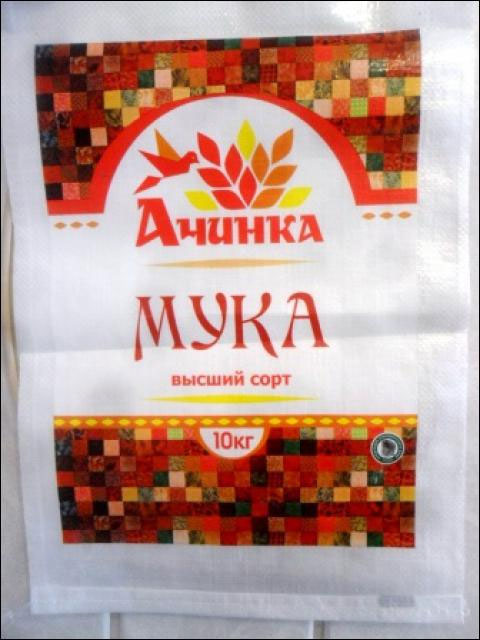 Ачинка
МУКА
высший сорт
10кг